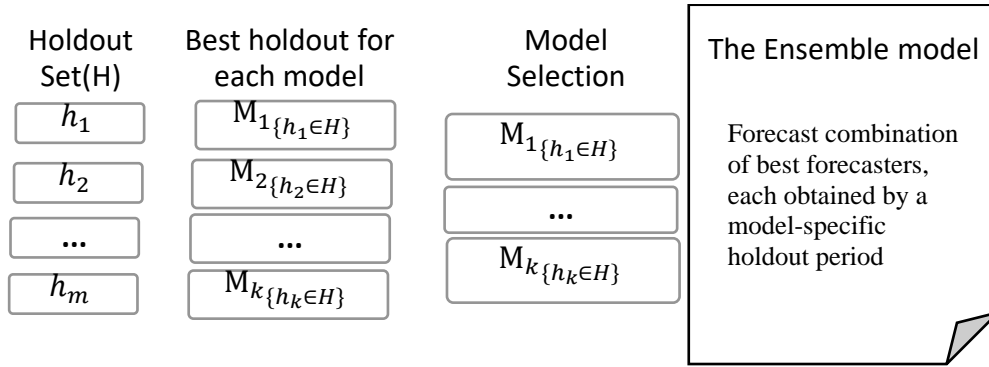 Holdout
Set(H)
h₁
h₂
...
hₘ
Best holdout for
each model
M₁{h₁∈H}
M₂{h₂∈H}
...
Mₖ{hₖ∈H}
Model
Selection
M₁{h₁∈H}
...
Mₖ{hₖ∈H}
The Ensemble model
Forecast combination
of best forecasters,
each obtained by a
model-specific
holdout period